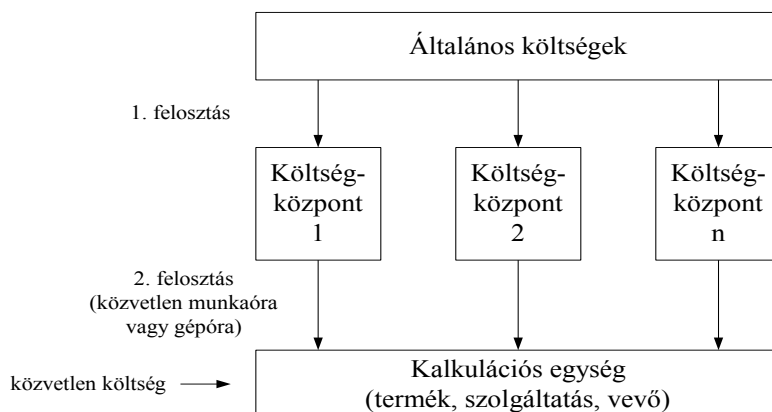 Általános költségek
1. felosztás
Költség-
központ
1
Költség-
központ
2
Költség-
központ
n
2. felosztás
(közvetlen munkaóra
vagy gépóra)
közvetlen költség
Kalkulációs egység
(termék, szolgáltatás, vevő)